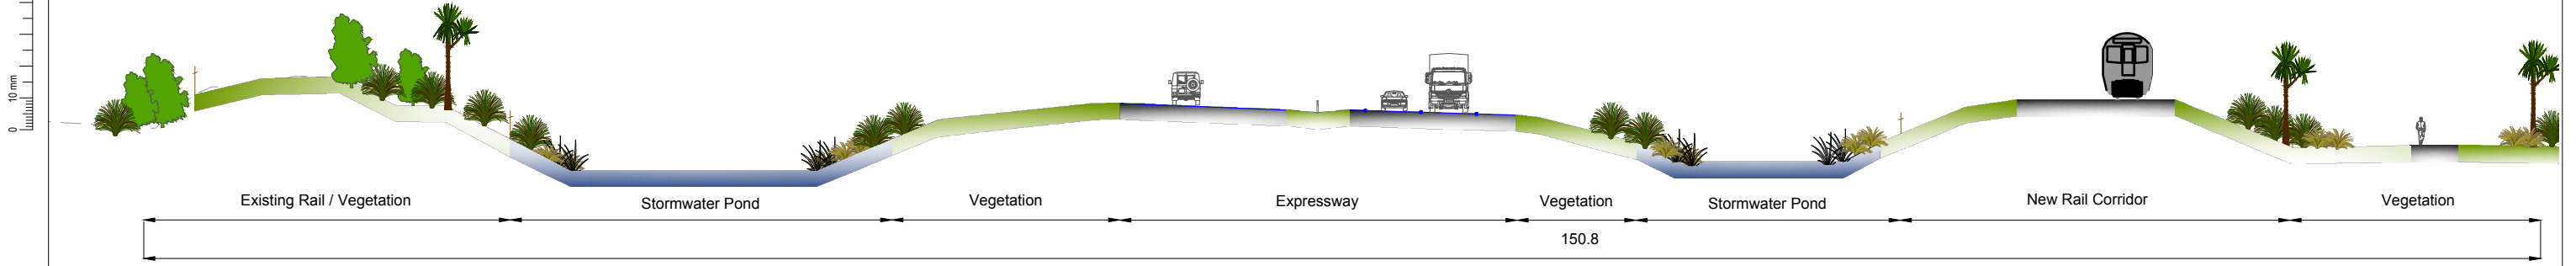 10 mm
0
Existing Rail / Vegetation
Stormwater Pond
Vegetation
Expressway
Vegetation
Stormwater Pond
New Rail Corridor
Vegetation
150.8